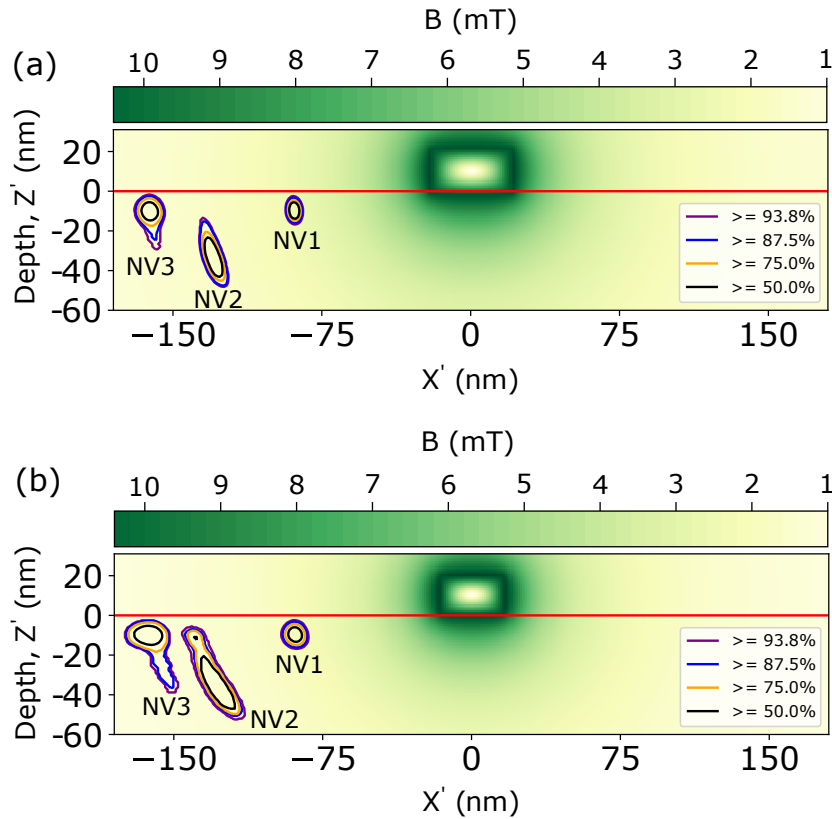 B (mT)
(a)
10 9 8 7 6 5 4 3 2 1
Depth, Z' (nm)
20
0
-20
-40
-60
NV3
NV2
NV1
>= 93.8%
>= 87.5%
>= 75.0%
>= 50.0%
−150 −75 0 75 150
X' (nm)
B (mT)
(b)
10 9 8 7 6 5 4 3 2 1
Depth, Z' (nm)
20
0
-20
-40
-60
NV3
NV2
NV1
>= 93.8%
>= 87.5%
>= 75.0%
>= 50.0%
−150 −75 0 75 150
X' (nm)